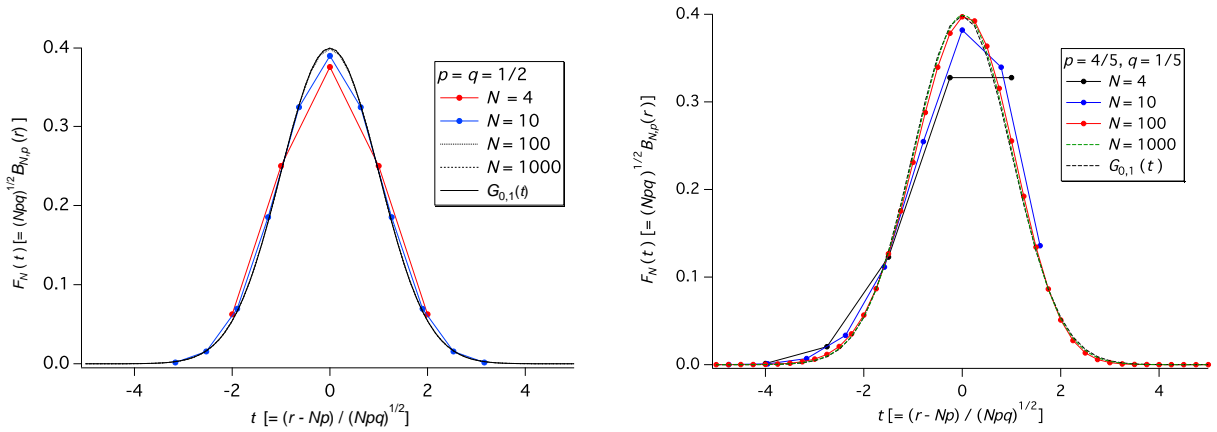 0.4
0.3
0.2
0.1
0.0
F_N (t) [= (Npq)^1/2 B_N,p (r) ]
p = q = 1/2
N = 4
N = 10
N = 100
N = 1000
G_0,1(t)
-4 -2 0 2 4
t [= (r - Np) / (Npq)^1/2]
0.4
0.3
0.2
0.1
0.0
F_N (t) [= (Npq)^1/2 B_N,p(r)]
p = 4/5, q = 1/5
N = 4
N = 10
N = 100
N = 1000
G_0,1 (t)
-4 -2 0 2 4
t [= (r - Np) / (Npq)^1/2]